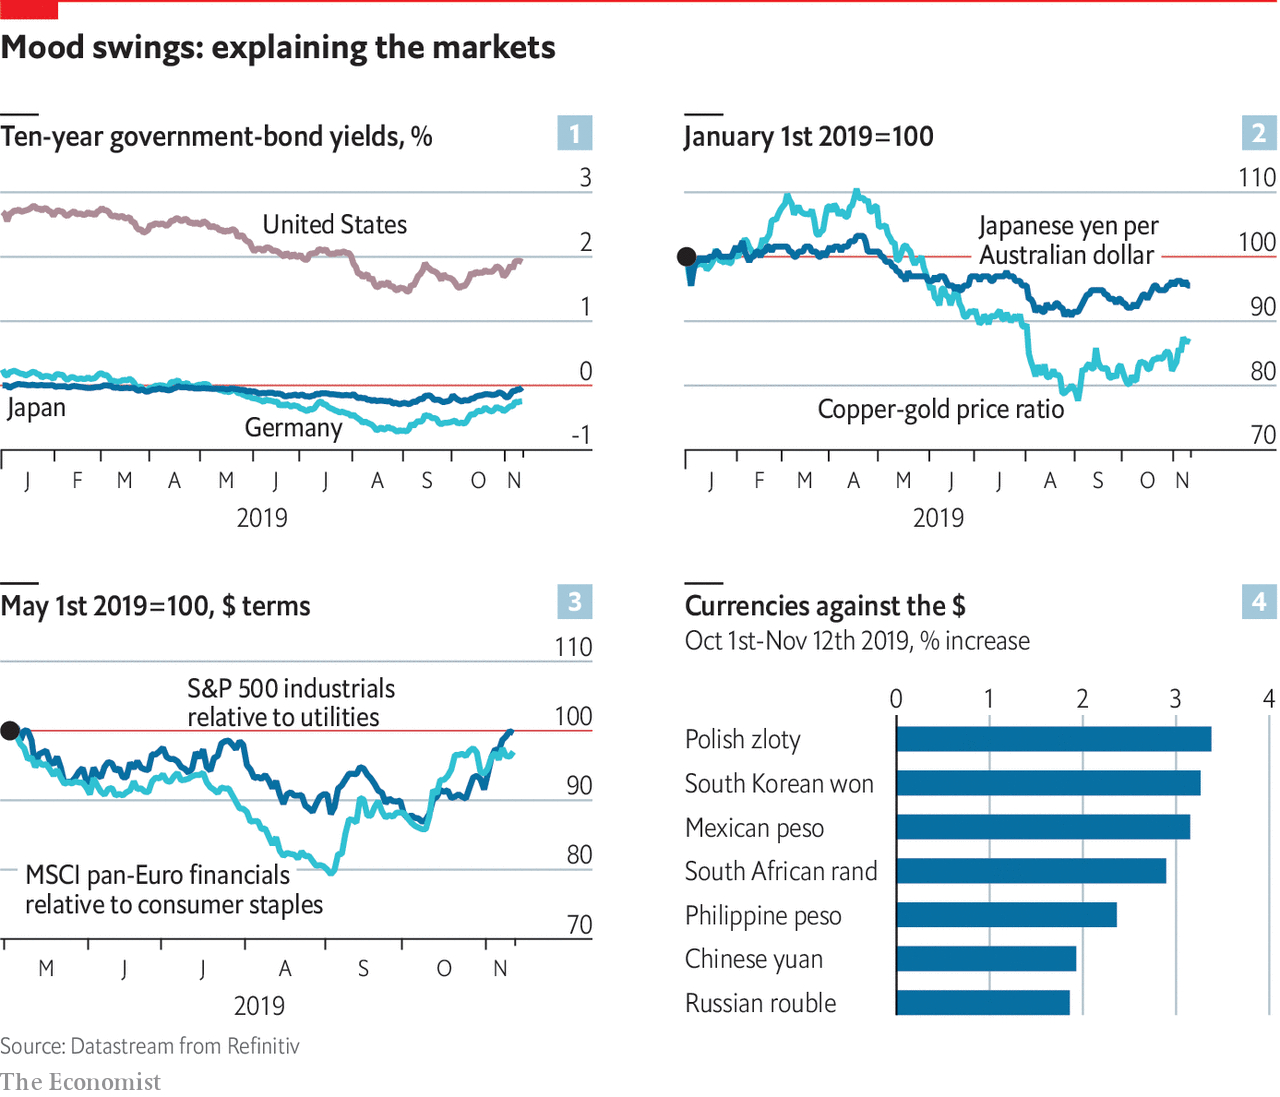 Mood swings: explaining the markets
Ten-year government-bond yields, %
1
3
United States
2
1
0
Japan
Germany
-1
J F M A M J J A S O N
2019
January 1st 2019=100
2
110
Japanese yen per
Australian dollar
100
90
80
Copper-gold price ratio
70
J F M A M J J A S O N
2019
May 1st 2019=100, $ terms
3
110
S&P 500 industrials
relative to utilities
100
90
80
MSCI pan-Euro financials
relative to consumer staples
70
M J J A S O N
2019
Currencies against the $
4
Oct 1st-Nov 12th 2019, % increase
0 1 2 3 4
Polish zloty
South Korean won
Mexican peso
South African rand
Philippine peso
Chinese yuan
Russian rouble
Source: Datastream from Refinitiv
The Economist